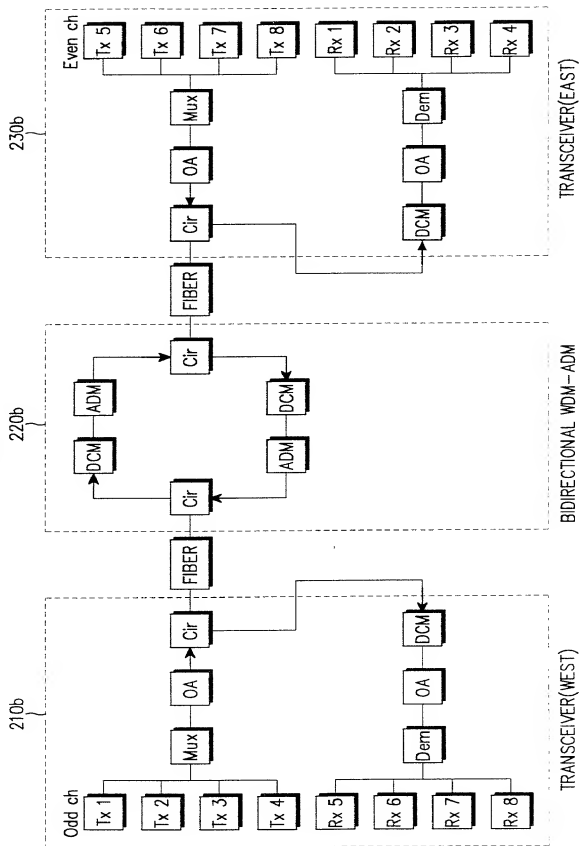 210b
Odd ch
Tx 1
Tx 2
Tx 3
Tx 4
Mux
OA
Cir
Rx 5
Rx 6
Rx 7
Rx 8
Dem
OA
DCM
TRANSCEIVER(WEST)
FIBER
220b
DCM
ADM
Cir
Cir
ADM
DCM
BIDIRECTIONAL WDM-ADM
FIBER
230b
Even ch
Cir
OA
Mux
Tx 5
Tx 6
Tx 7
Tx 8
DCM
OA
Dem
Rx 1
Rx 2
Rx 3
Rx 4
TRANSCEIVER(EAST)